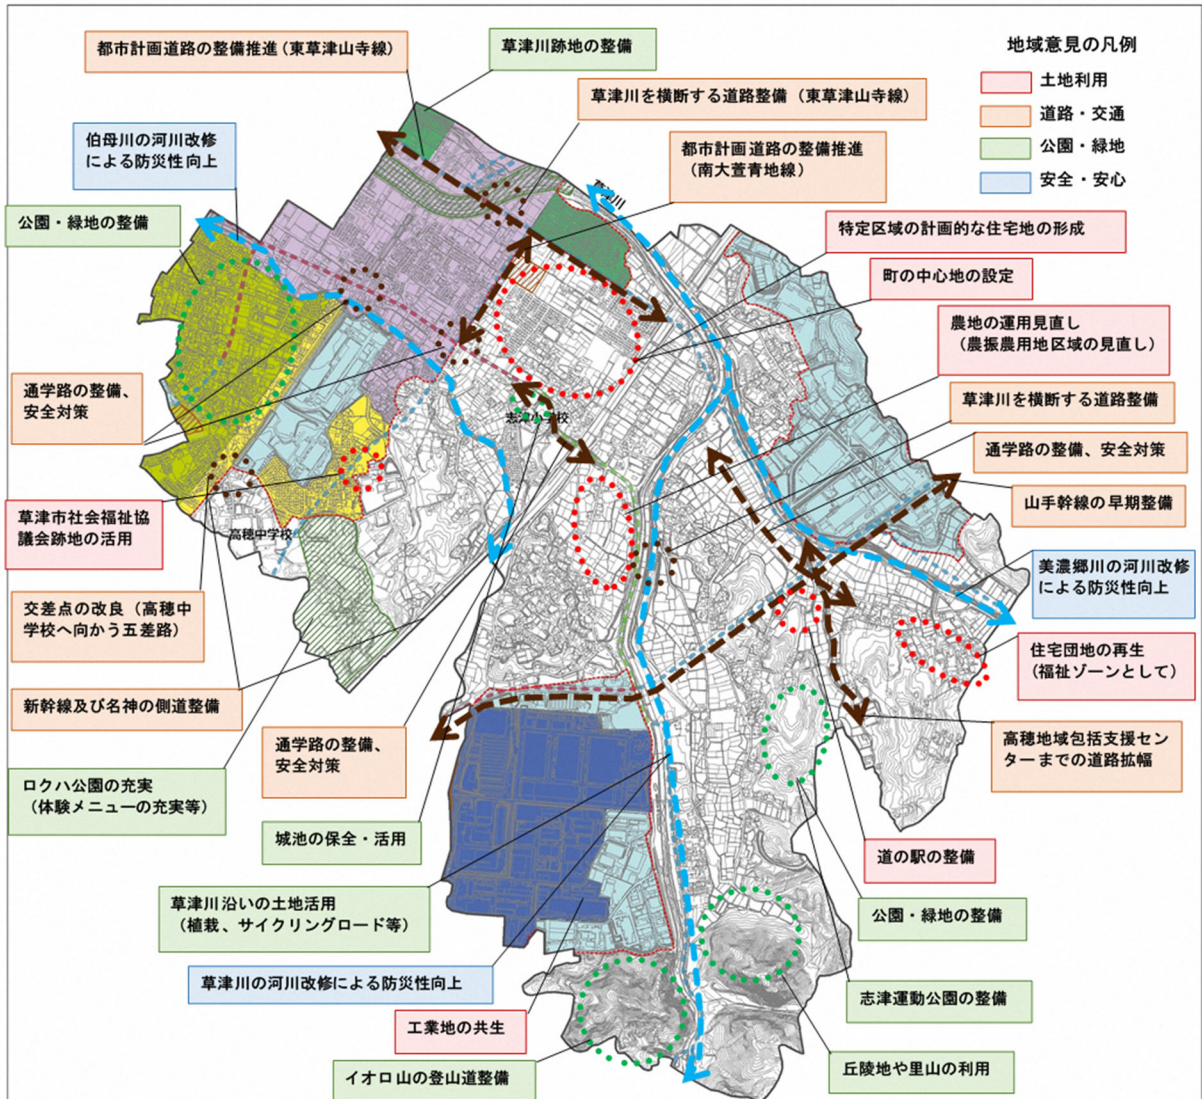 都市計画道路の整備推進（東草津山寺線）
草津川跡地の整備
地域意見の凡例
土地利用
道路・交通
公園・緑地
安全・安心
草津川を横断する道路整備（東草津山寺線）
伯母川の河川改修
による防災性向上
都市計画道路の整備推進
（南大萱青地線）
草津川
公園・緑地の整備
特定区域の計画的な住宅地の形成
町の中心地の設定
農地の運用見直し
（農振農用地区域の見直し）
通学路の整備、
安全対策
草津川を横断する道路整備
志津小学校
通学路の整備、安全対策
山手幹線の早期整備
草津市社会福祉協
議会跡地の活用
高穂中学校
美濃郷川の河川改修
による防災性向上
交差点の改良（高穂中
学校へ向かう五差路）
住宅団地の再生
（福祉ゾーンとして）
新幹線及び名神の側道整備
通学路の整備、
安全対策
高穂地域包括支援セン
ターまでの道路拡幅
ロクハ公園の充実
（体験メニューの充実等）
城池の保全・活用
道の駅の整備
草津川沿いの土地活用
（植栽、サイクリングロード等）
公園・緑地の整備
草津川の河川改修による防災性向上
志津運動公園の整備
工業地の共生
イオロ山の登山道整備
丘陵地や里山の利用